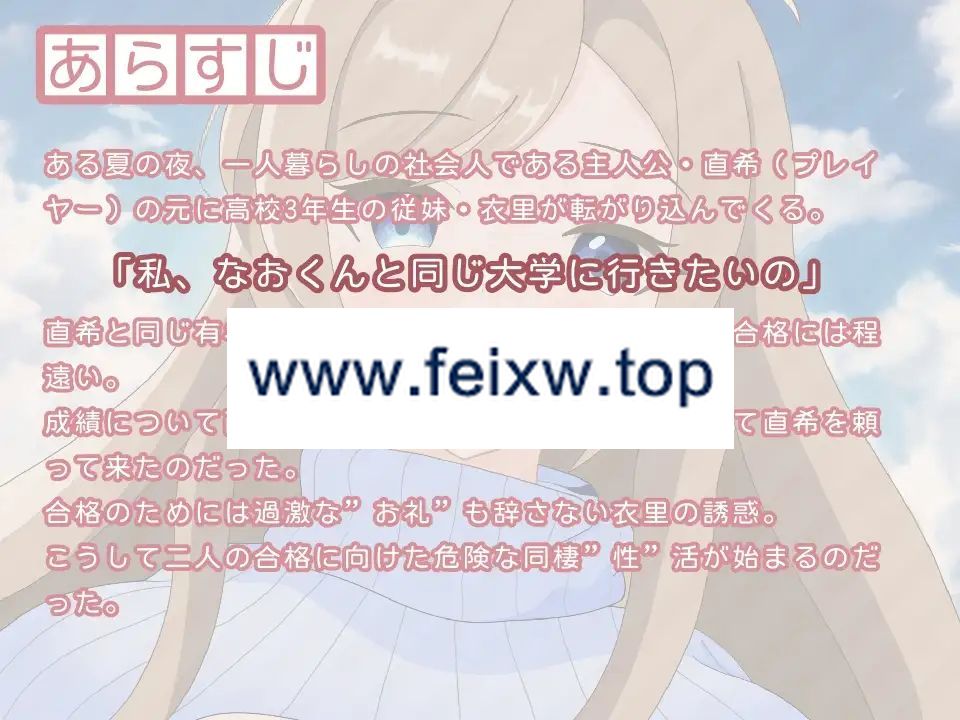 あらすじ
ある夏の夜、一人暮らしの社会人である主人公・直希（プレイ
ヤー）の元に高校3年生の従妹・衣里が転がり込んでくる。
「私、なおくんと同じ大学に行きたいの」
直希と同じ有 合格には程
遠い。
成績について て直希を頼
って来たのだった。
合格のためには過激な”お礼”も辞さない衣里の誘惑。
こうして二人の合格に向けた危険な同棲”性”活が始まるのだ
った。
www.feixw.top